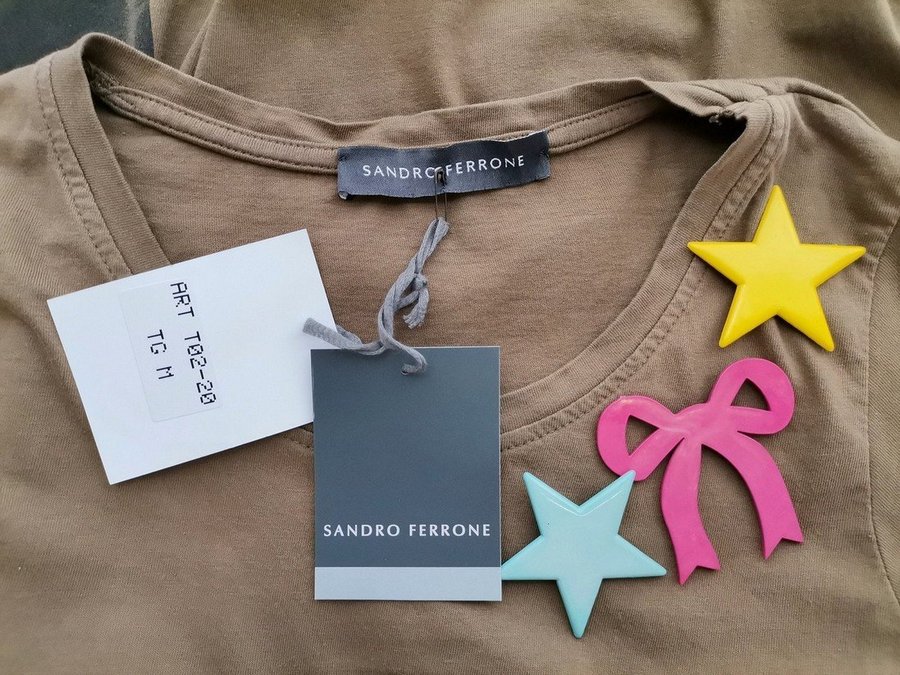 SANDRO FERRONE
ART T02-20
TG M
SANDRO FERRONE